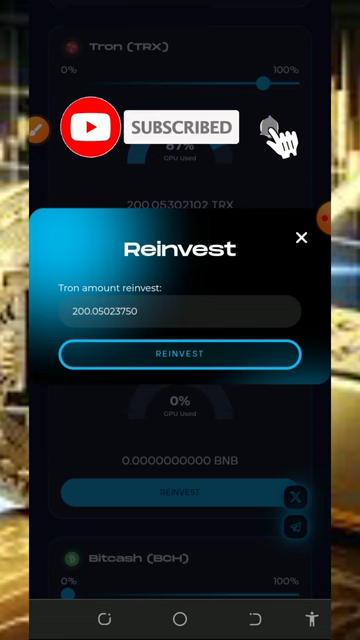 Tron (TRX)
0%
100%
SUBSCRIBED
87%
GPU Used
200.05302102 TRX
Reinvest
Tron amount reinvest:
200.05023750
REINVEST
0%
GPU Used
0.0000000000 BNB
REINVEST
Bitcash (BCH)
0%
100%